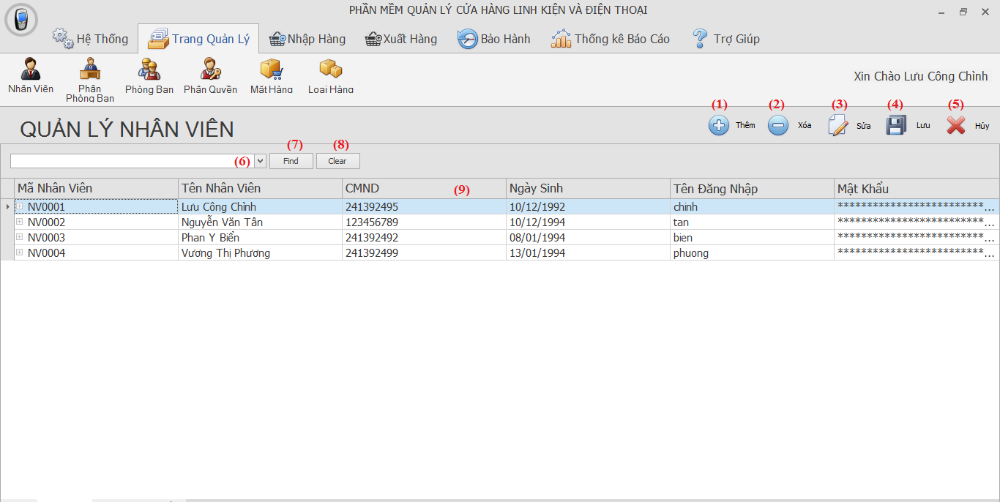 PHẦN MỀM QUẢN LÝ CỬA HÀNG LINH KIỆN VÀ ĐIỆN THOẠI
Hệ Thống Trang Quản Lý Nhập Hàng Xuất Hàng Bảo Hành Thống kê Báo Cáo Trợ Giúp
Nhân Viên Phân Phòng Ban Phòng Ban Phân Quyền Mặt Hàng Loại Hàng
Xin Chào Lưu Công Chình
(1) (2) (3) (4) (5)
QUẢN LÝ NHÂN VIÊN Thêm Xóa Sửa Lưu Hủy
(7) (8)
(6) Find Clear
Mã Nhân Viên Tên Nhân Viên CMND (9) Ngày Sinh Tên Đăng Nhập Mật Khẩu
NV0001 Lưu Công Chình 241392495 10/12/1992 chinh *************************...
NV0002 Nguyễn Văn Tân 123456789 10/12/1994 tan *************************...
NV0003 Phan Y Biển 241392492 08/01/1994 bien *************************...
NV0004 Vương Thị Phương 241392499 13/01/1994 phuong *************************...